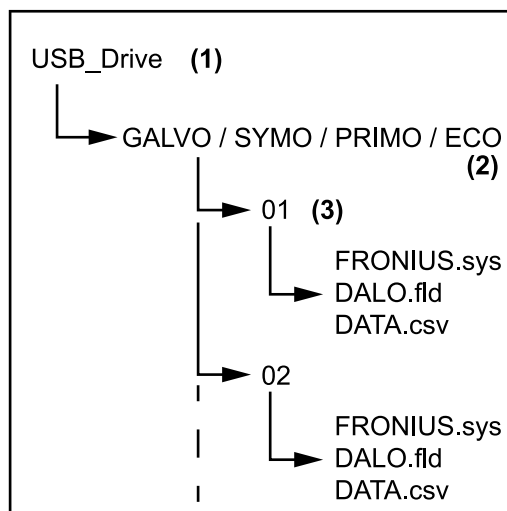 USB_Drive (1)
GALVO / SYMO / PRIMO / ECO
(2)
01 (3)
FRONIUS.sys
DALO.fld
DATA.csv
02
FRONIUS.sys
DALO.fld
DATA.csv